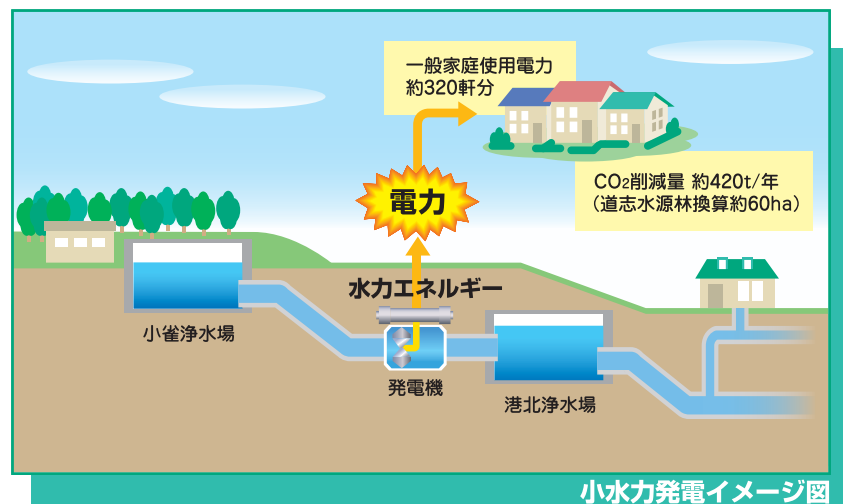 一般家庭使用電力
約320軒分
CO₂削減量 約420t/年
（道志水源林換算約60ha）
電力
水力エネルギー
小雀浄水場
発電機
港北浄水場
小水力発電イメージ図